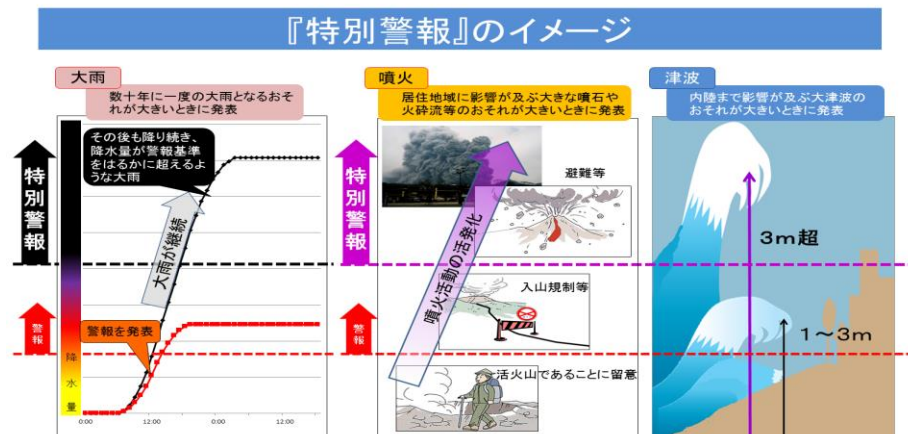 『特別警報』のイメージ
大雨
数十年に一度の大雨となるおそ
れが大きいときに発表
特別警報
警報
降水量
その後も降り続き、
降水量が警報基準
をはるかに超えるよ
うな大雨
大雨が継続
警報を発表
0:00
12:00
0:00
12:00
噴火
居住地域に影響が及ぶ大きな噴石や
火砕流等のおそれが大きいときに発表
特別警報
警報
噴火活動の活発化
避難等
入山規制等
活火山であることに留意
津波
内陸まで影響が及ぶ大津波の
おそれが大きいときに発表
3m超
1～3m